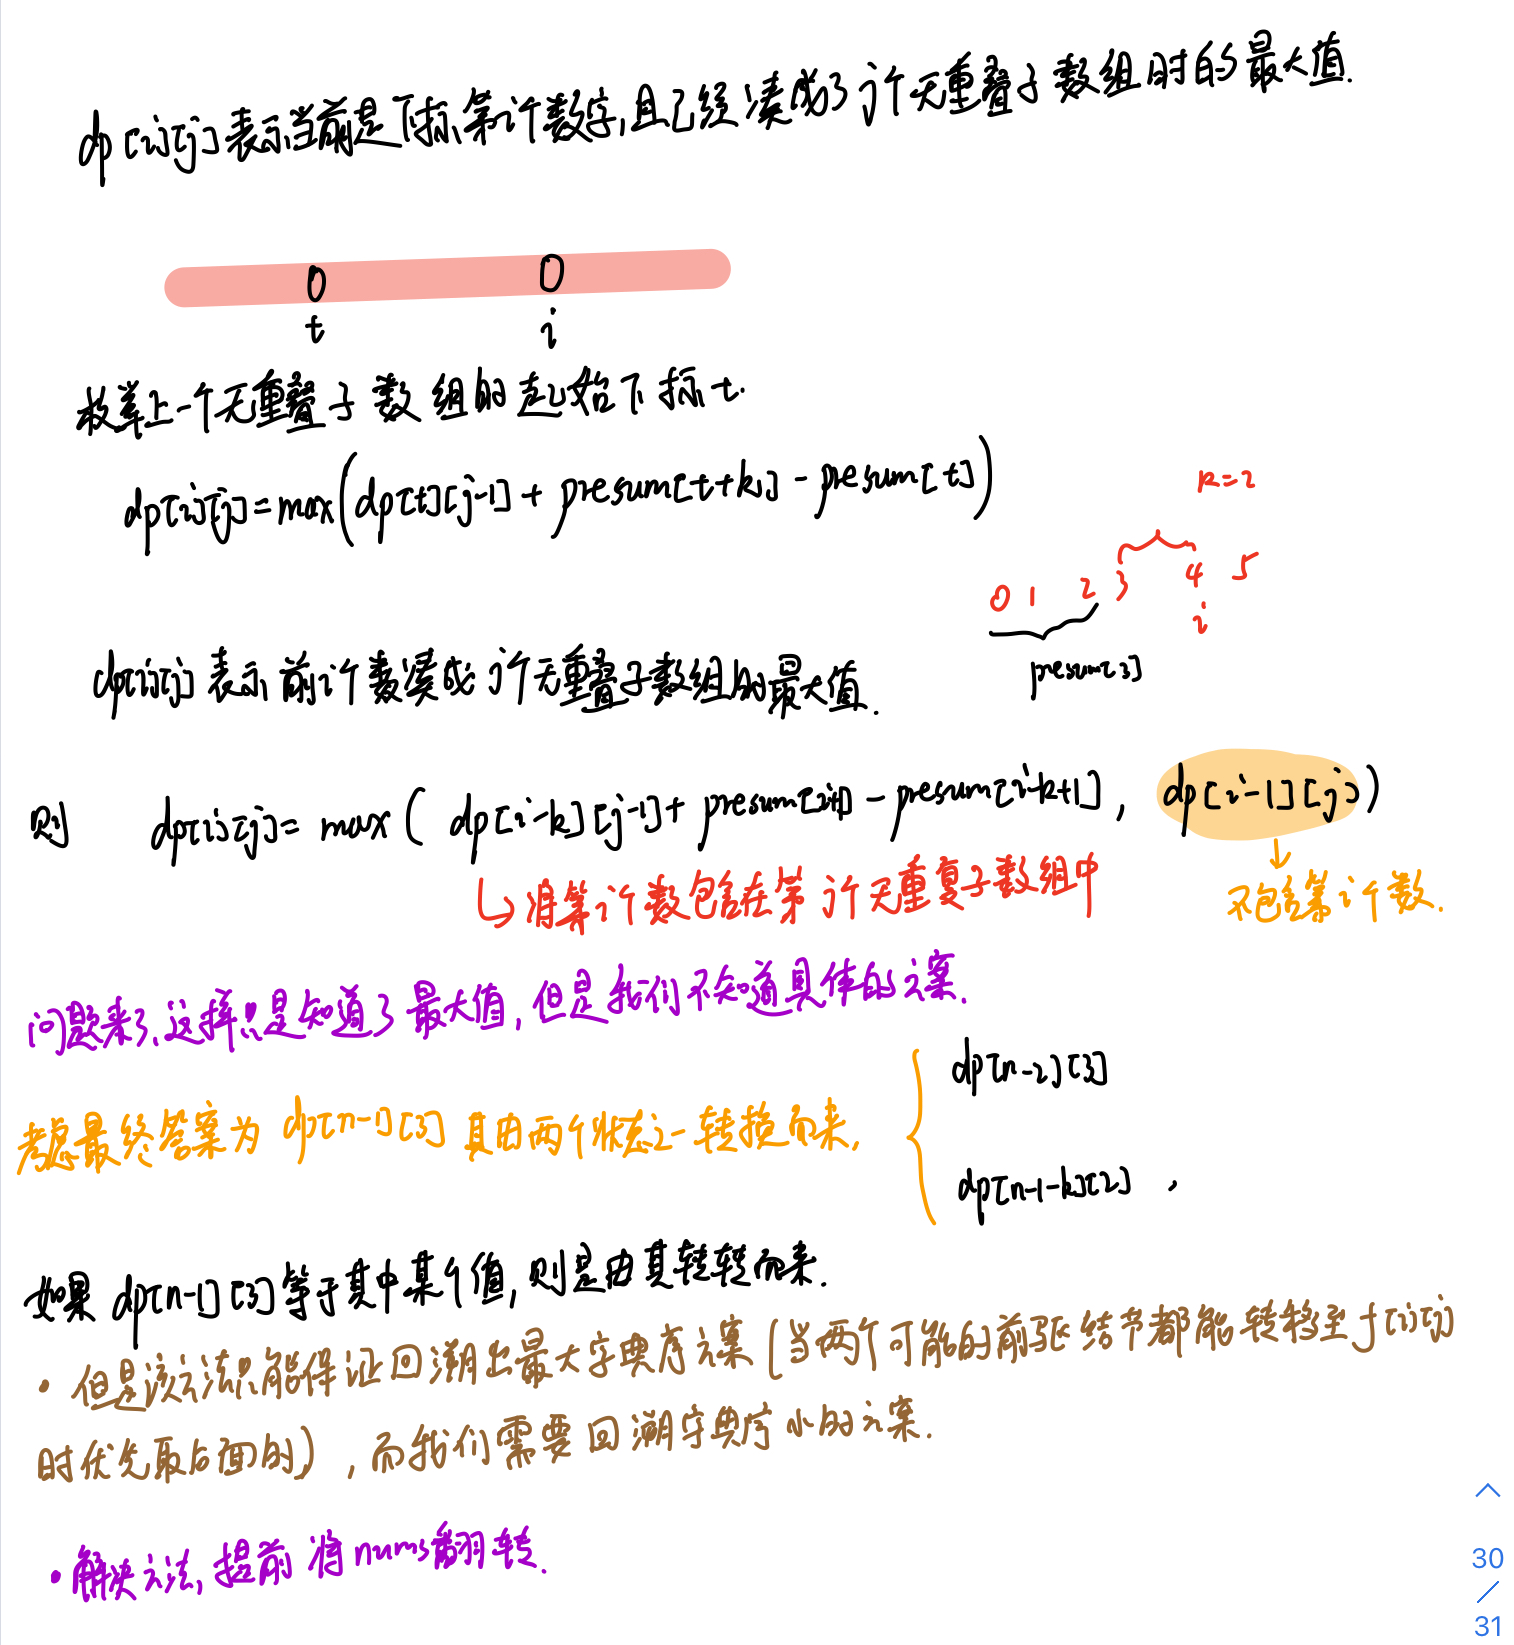 dp[i][j]表示当前是下标第i个数字,且已经凑成了j个无重叠子数组时的最大值.
0 0
t i
枚举上一个无重叠子数组的起始下标t.
dp[i][j]=max(dp[t][j-1]+presum[t+k]-presum[t])
k=2
0 1 2 3 4 5
i
presum[3]
dp[i][j]表示前i个数凑成j个无重叠子数组的最大值.
则 dp[i][j]=max( dp[i-k][j-1]+presum[i+1]-presum[i-k+1], dp[i-1][j])
将第i个数包含在第j个无重复子数组中
不包含第i个数.
问题来了,这样只是知道了最大值,但是我们不知道具体的方案.
考虑最终答案为dp[n-1][3]其由两个状态之一转换而来,
dp[n-2][3]
dp[n-1-k][2] ,
如果dp[n-1][3]等于其中某个值,则是由其转转而来.
• 但是该方法只能保证回溯出最大字典序方案(当两个可能的前驱结节都能转移至f[i][j]
时优先取后面的),而我们需要回溯字典序小的方案.
• 解决方法,提前将nums翻转.
30
/
31